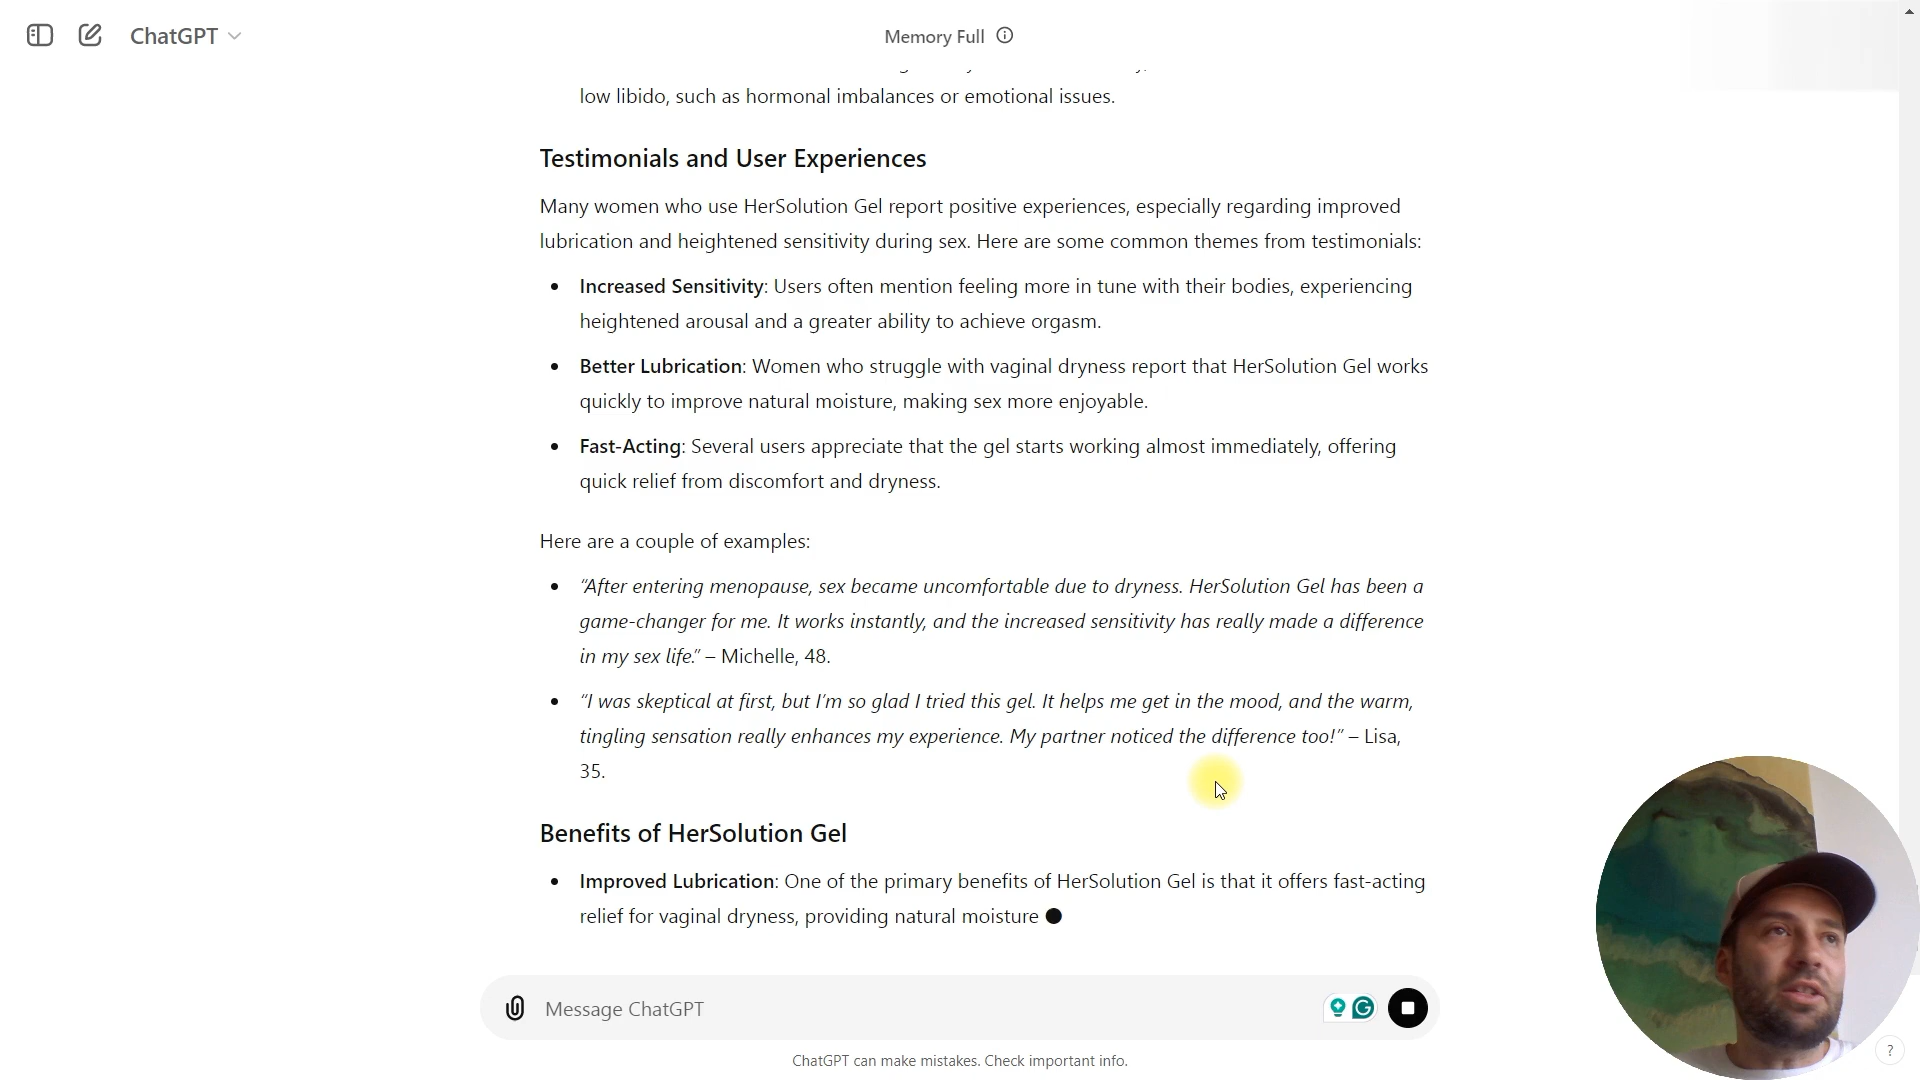 ChatGPT
Memory Full
low libido, such as hormonal imbalances or emotional issues.
Testimonials and User Experiences
Many women who use HerSolution Gel report positive experiences, especially regarding improved
lubrication and heightened sensitivity during sex. Here are some common themes from testimonials:
Increased Sensitivity: Users often mention feeling more in tune with their bodies, experiencing
heightened arousal and a greater ability to achieve orgasm.
Better Lubrication: Women who struggle with vaginal dryness report that HerSolution Gel works
quickly to improve natural moisture, making sex more enjoyable.
Fast-Acting: Several users appreciate that the gel starts working almost immediately, offering
quick relief from discomfort and dryness.
Here are a couple of examples:
“After entering menopause, sex became uncomfortable due to dryness. HerSolution Gel has been a
game-changer for me. It works instantly, and the increased sensitivity has really made a difference
in my sex life.” – Michelle, 48.
“I was skeptical at first, but I’m so glad I tried this gel. It helps me get in the mood, and the warm,
tingling sensation really enhances my experience. My partner noticed the difference too!” – Lisa,
35.
Benefits of HerSolution Gel
Improved Lubrication: One of the primary benefits of HerSolution Gel is that it offers fast-acting
relief for vaginal dryness, providing natural moisture
Message ChatGPT
ChatGPT can make mistakes. Check important info.
?